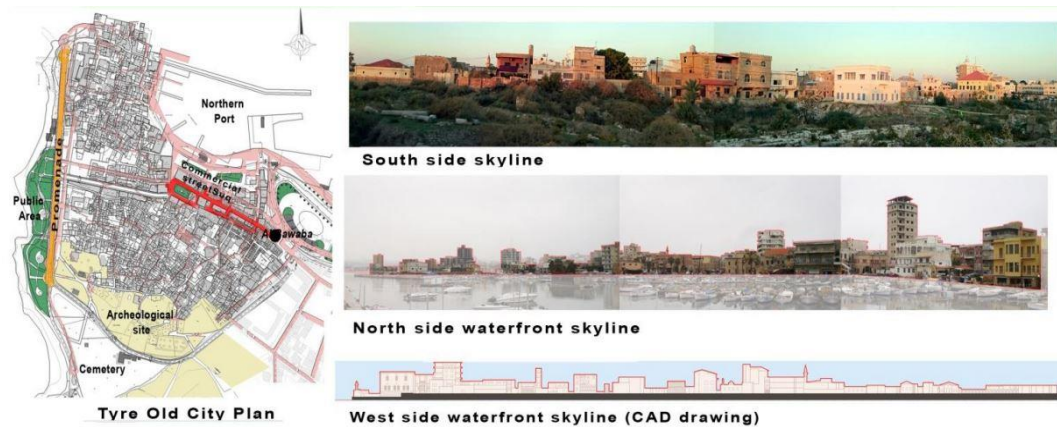 N
Northern
Port
Commercial
street/Suq
Promenade
Public
Area
Archeological
site
Cemetery
Tyre Old City Plan
South side skyline
North side waterfront skyline
West side waterfront skyline (CAD drawing)